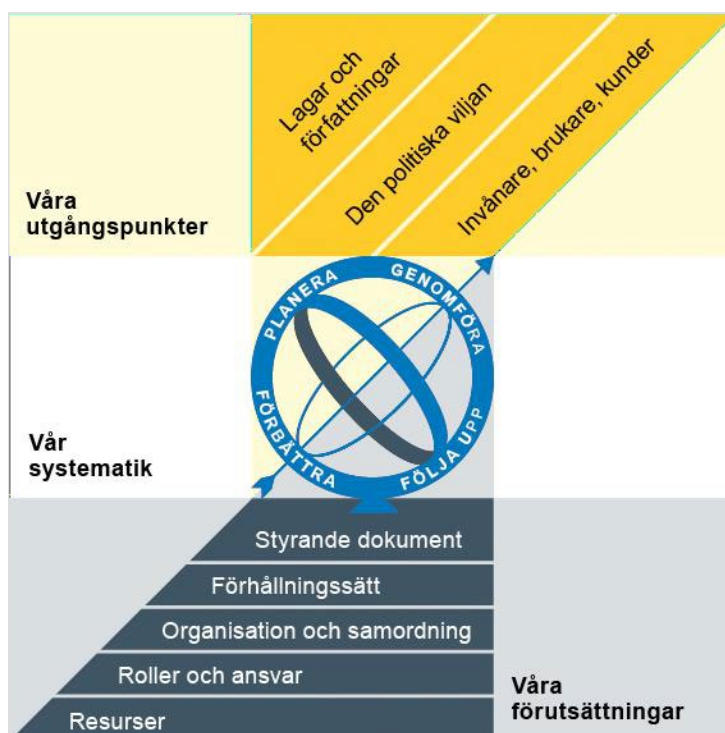 Lagar och
författningar
Den politiska viljan
Invånare, brukare, kunder
Våra
utgångspunkter
PLANERA
GENOMFÖRA
FÖLJA UPP
FÖRBÄTTRA
Vår
systematik
Styrande dokument
Förhållningssätt
Organisation och samordning
Roller och ansvar
Resurser
Våra
förutsättningar